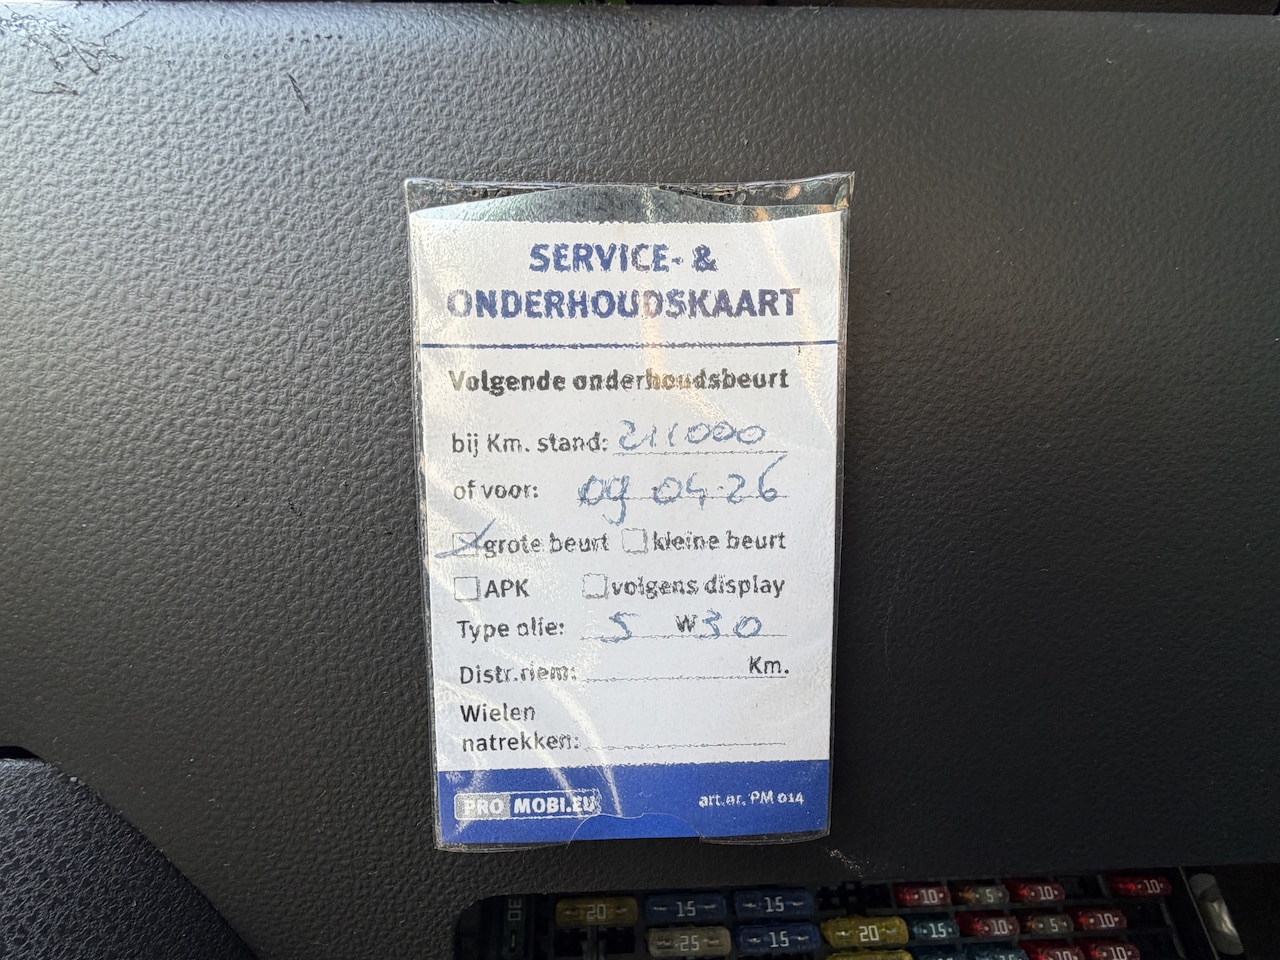 SERVICE- &
ONDERHOUDSKAART
Volgende onderhoudsbeurt
bij Km. stand: 211000
of voor: 09 04-26
grote beurt kleine beurt
APK volgens display
Type olie: 5 W30
Distr.riem: Km.
Wielen
natrekken:
PRO MOBI.EU art.nr. PM 014
10 5 10 10
20 15 15
25 15 20 15 10 5 10
10 10